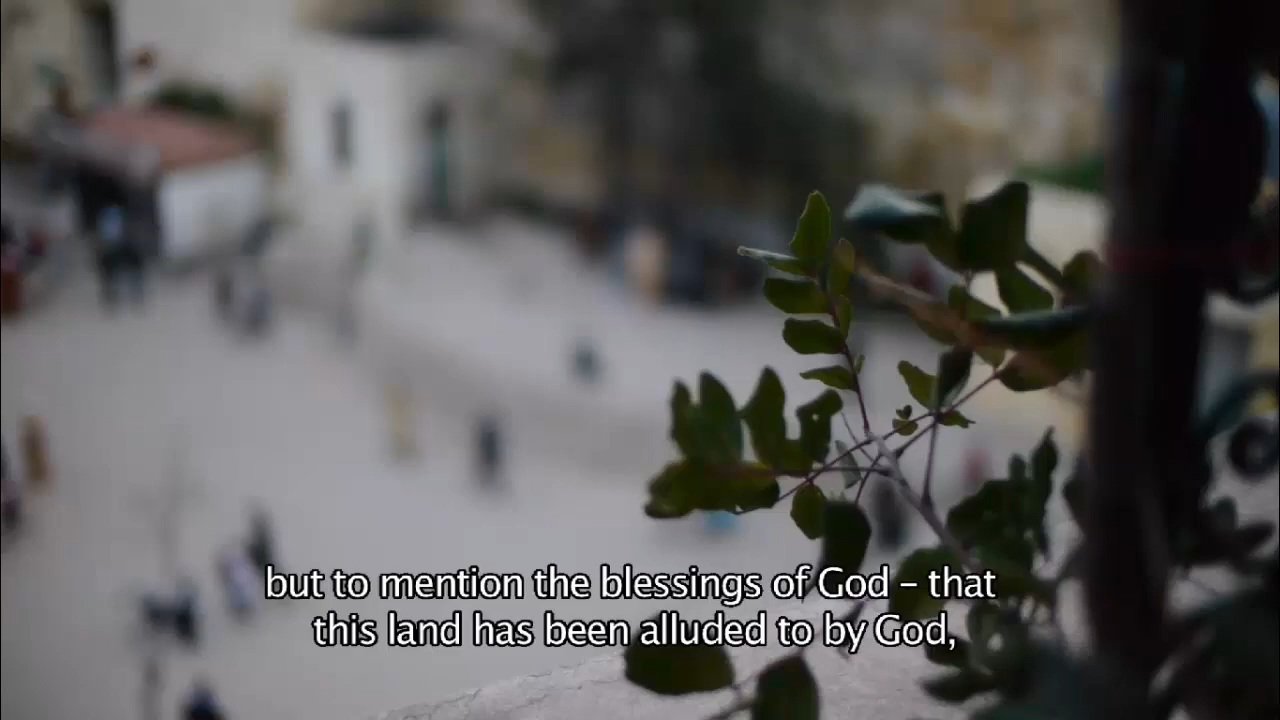 but to mention the blessings of God – that
this land has been alluded to by God,